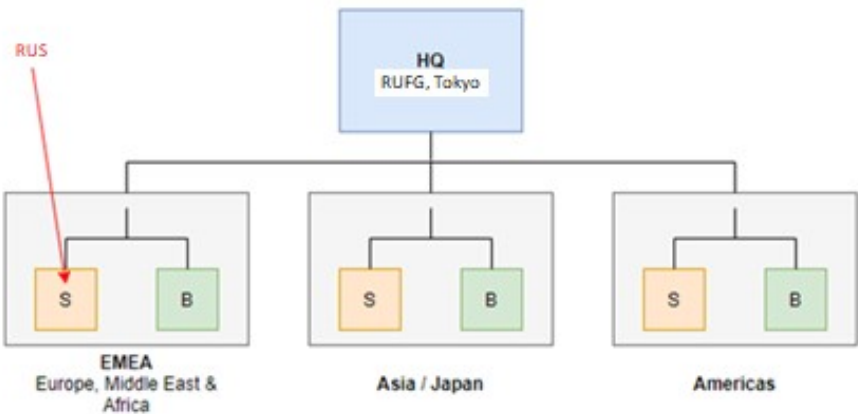 RUS
HQ
RUFG, Tokyo
S
B
S
B
S
B
EMEA
Europe, Middle East &
Africa
Asia / Japan
Americas